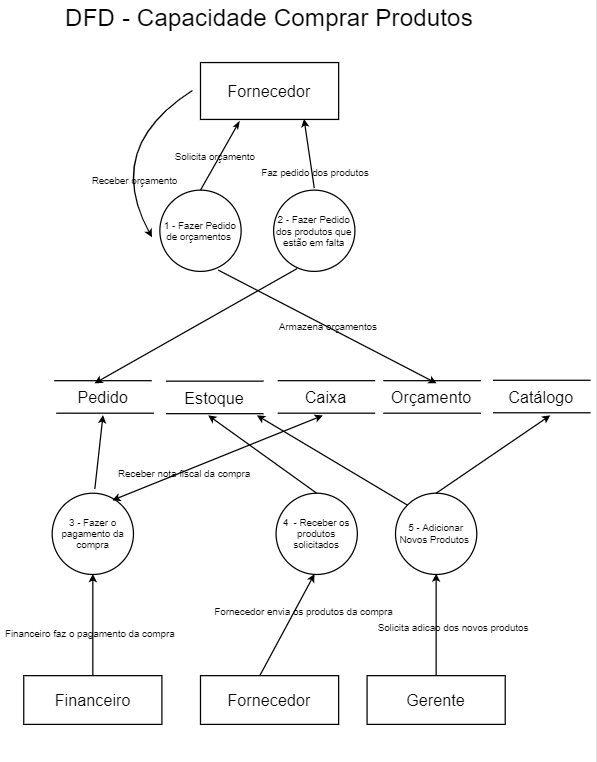 DFD - Capacidade Comprar Produtos
Fornecedor
Solicita orçamento
Faz pedido dos produtos
Receber orçamento
1 - Fazer Pedido
de orçamentos
2 - Fazer Pedido
dos produtos que
estão em falta
Armazena orçamentos
Pedido
Estoque
Caixa
Orçamento
Catálogo
Receber nota fiscal da compra
3 - Fazer o
pagamento da
compra
4 - Receber os
produtos
solicitados
5 - Adicionar
Novos Produtos
Fornecedor envia os produtos da compra
Financeiro faz o pagamento da compra
Solicita adicao dos novos produtos
Financeiro
Fornecedor
Gerente